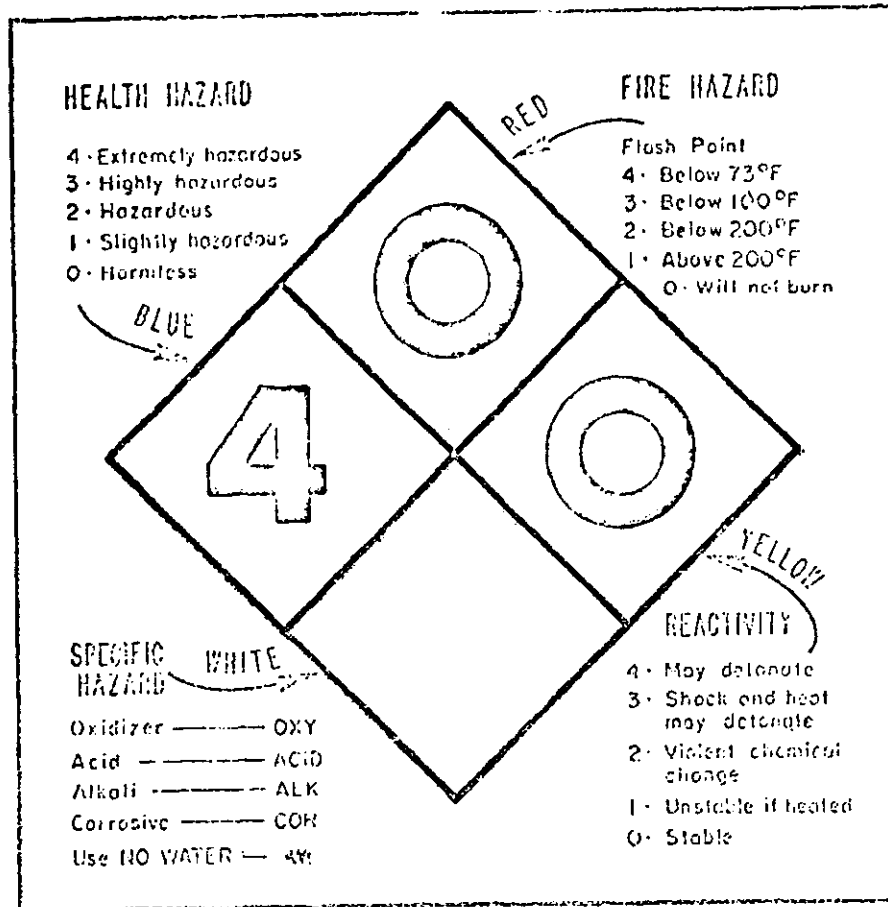 HEALTH HAZARD
4 · Extremely hazardous
3 · Highly hazardous
2 · Hazardous
1 · Slightly hazardous
0 · Harmless
BLUE
FIRE HAZARD
Flash Point
4 · Below 73°F
3 · Below 100°F
2 · Below 200°F
1 · Above 200°F
0 · Will not burn
RED
0
4
0
YELLOW
REACTIVITY
4 · May detonate
3 · Shock and heat
may detonate
2 · Violent chemical
change
1 · Unstable if heated
0 · Stable
SPECIFIC
HAZARD
WHITE
Oxidizer — OXY
Acid — ACID
Alkali — ALK
Corrosive — COR
Use NO WATER —